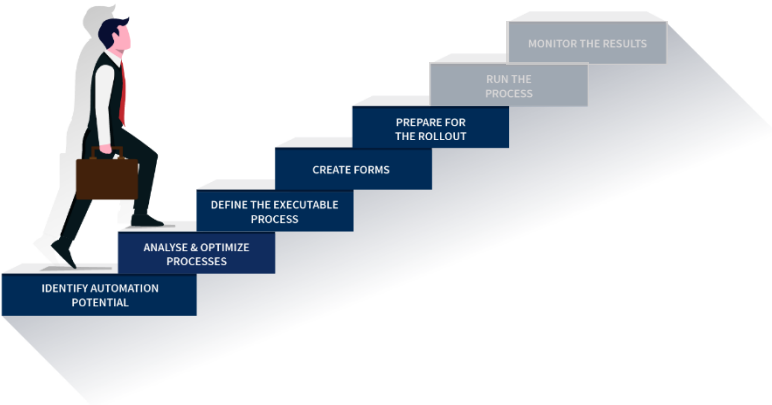 MONITOR THE RESULTS
RUN THE
PROCESS
PREPARE FOR
THE ROLLOUT
CREATE FORMS
DEFINE THE EXECUTABLE
PROCESS
ANALYSE & OPTIMIZE
PROCESSES
IDENTIFY AUTOMATION
POTENTIAL